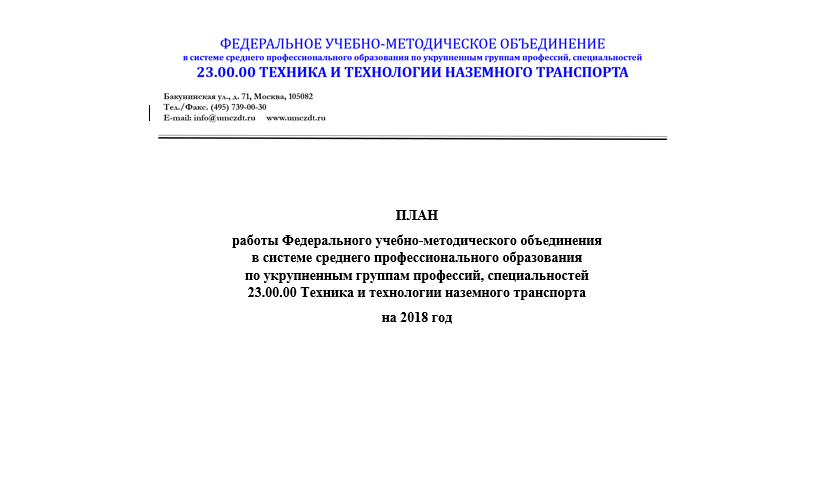 ФЕДЕРАЛЬНОЕ УЧЕБНО-МЕТОДИЧЕСКОЕ ОБЪЕДИНЕНИЕ
в системе среднего профессионального образования по укрупненным группам профессий, специальностей
23.00.00 ТЕХНИКА И ТЕХНОЛОГИИ НАЗЕМНОГО ТРАНСПОРТА
Бакунинская ул., д. 71, Москва, 105082
Тел./Факс. (495) 739-00-30
E-mail: info@umczdt.ru www.umczdt.ru
ПЛАН
работы Федерального учебно-методического объединения
в системе среднего профессионального образования
по укрупненным группам профессий, специальностей
23.00.00 Техника и технологии наземного транспорта
на 2018 год